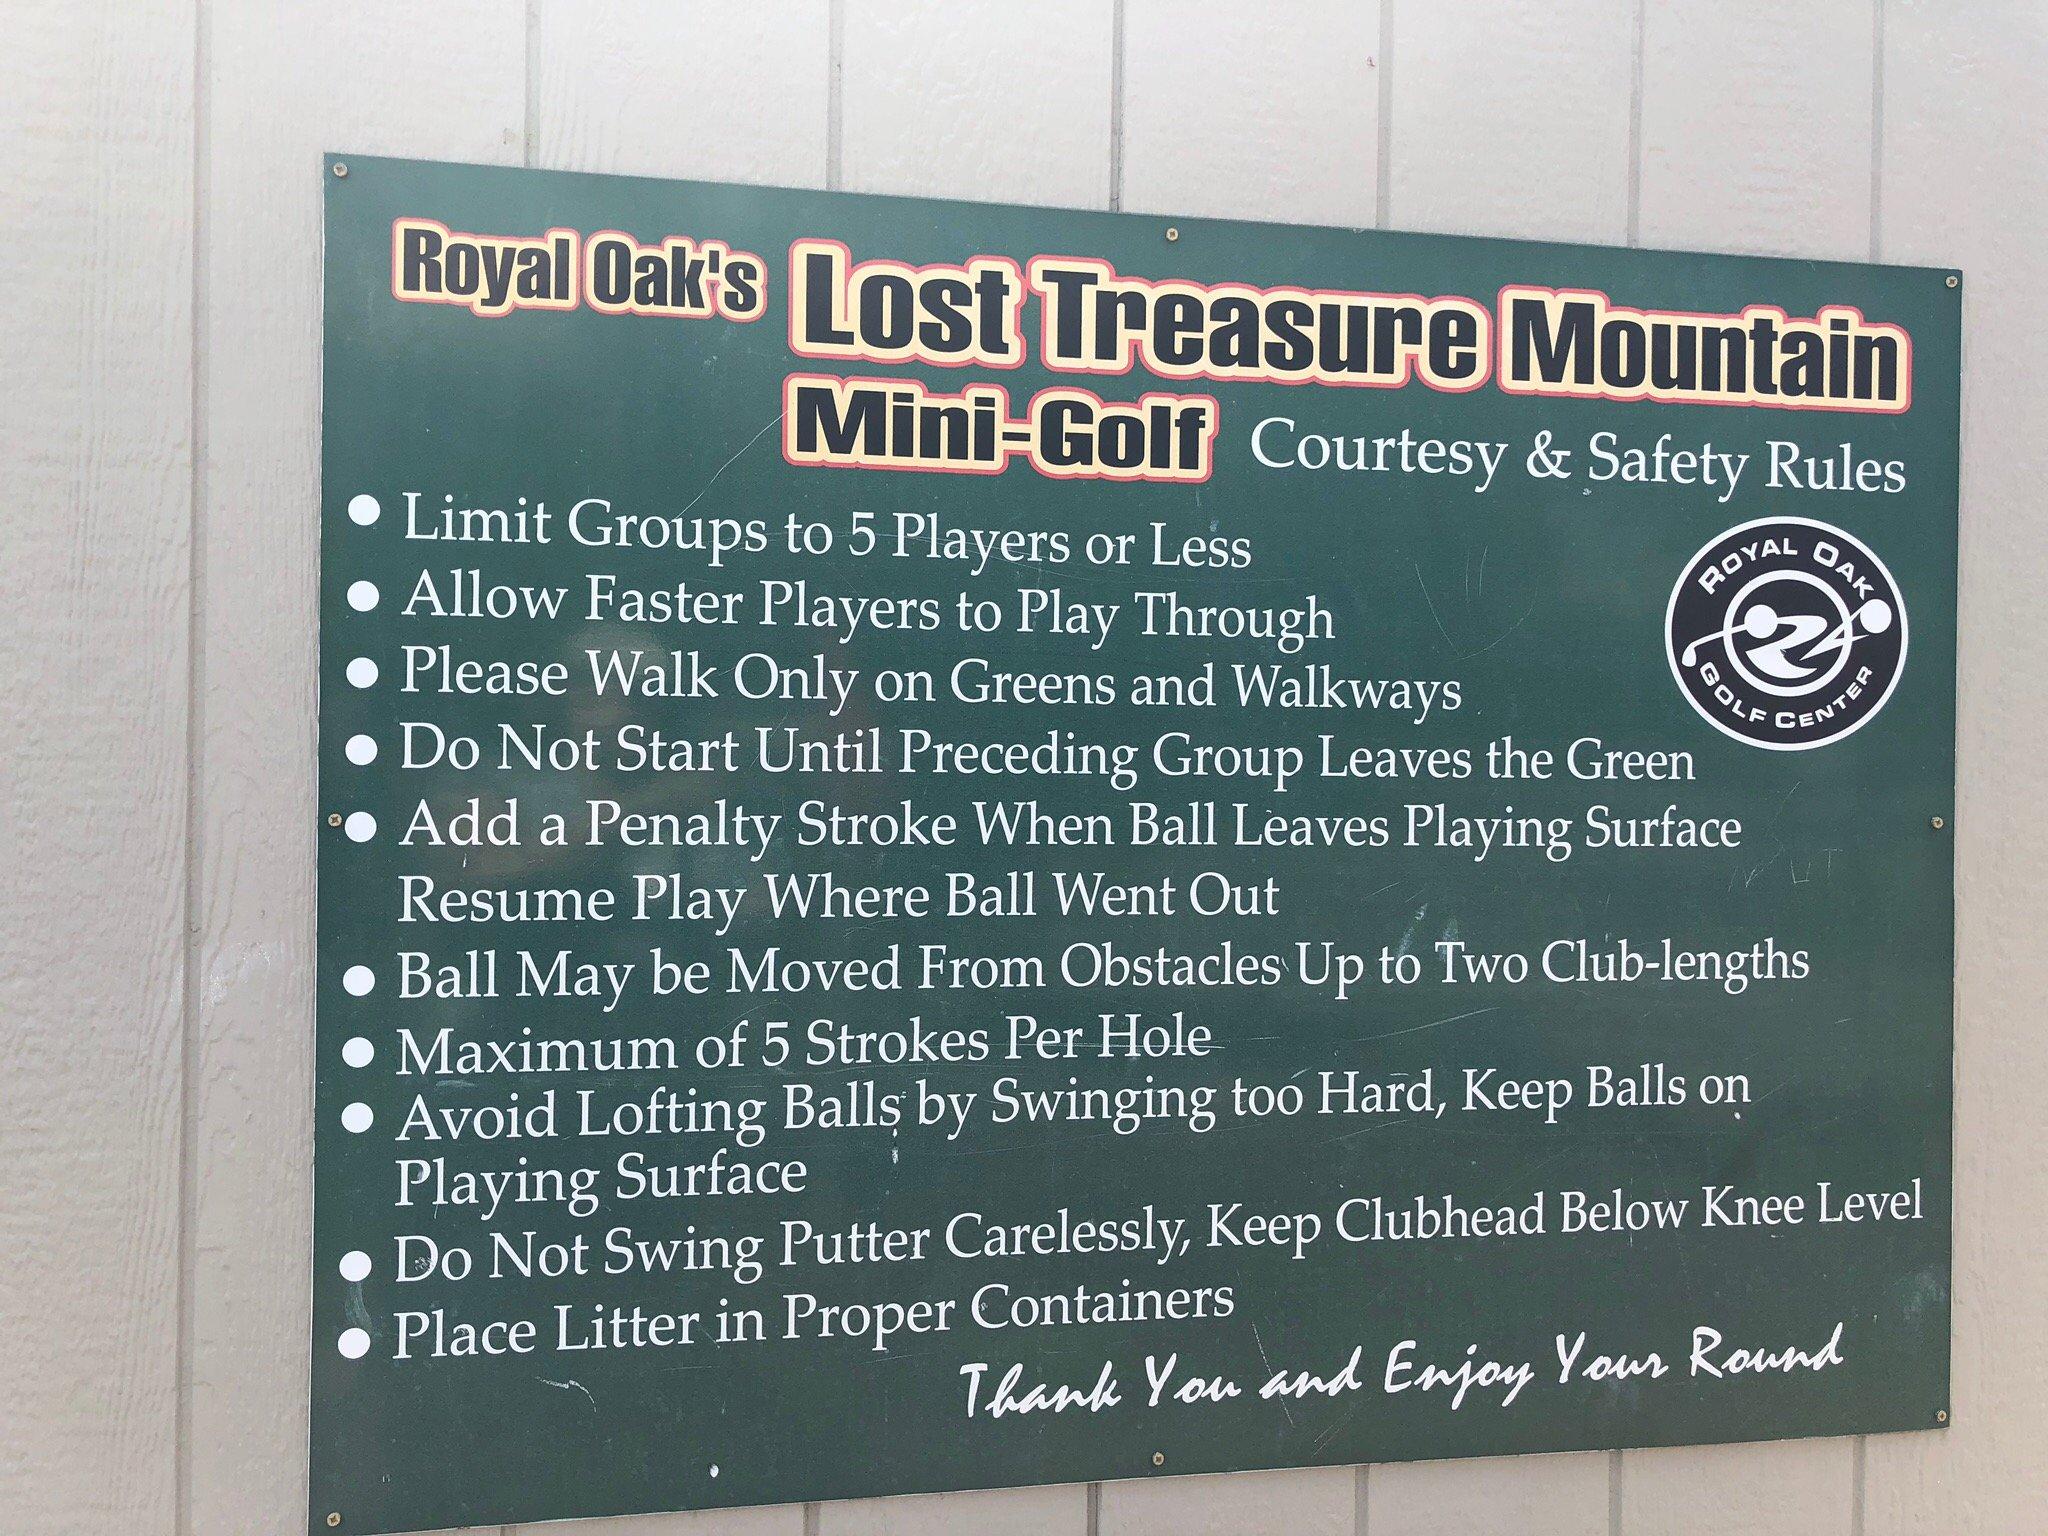 Royal Oak's Lost Treasure Mountain
Mini-Golf Courtesy & Safety Rules
ROYAL OAK
GOLF CENTER
● Limit Groups to 5 Players or Less
● Allow Faster Players to Play Through
● Please Walk Only on Greens and Walkways
● Do Not Start Until Preceding Group Leaves the Green
● Add a Penalty Stroke When Ball Leaves Playing Surface
Resume Play Where Ball Went Out
● Ball May be Moved From Obstacles Up to Two Club-lengths
● Maximum of 5 Strokes Per Hole
● Avoid Lofting Balls by Swinging too Hard, Keep Balls on
Playing Surface
● Do Not Swing Putter Carelessly, Keep Clubhead Below Knee Level
● Place Litter in Proper Containers
Thank You and Enjoy Your Round